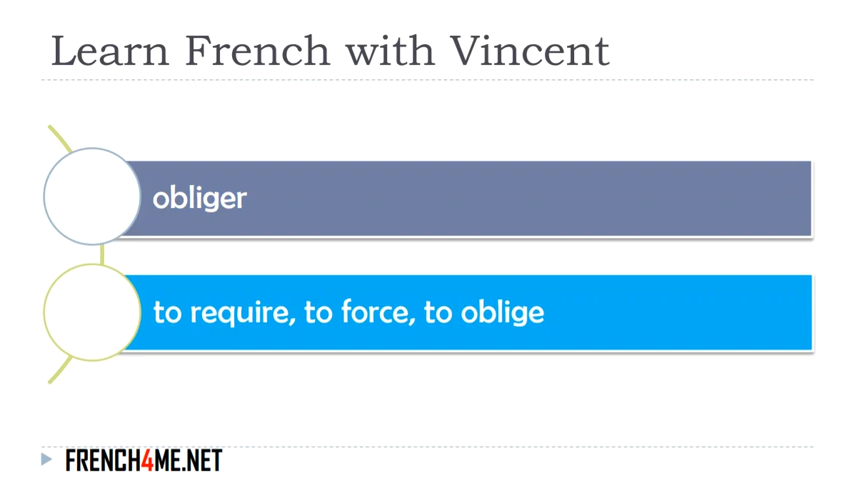 Learn French with Vincent
obliger
to require, to force, to oblige
FRENCH4ME.NET